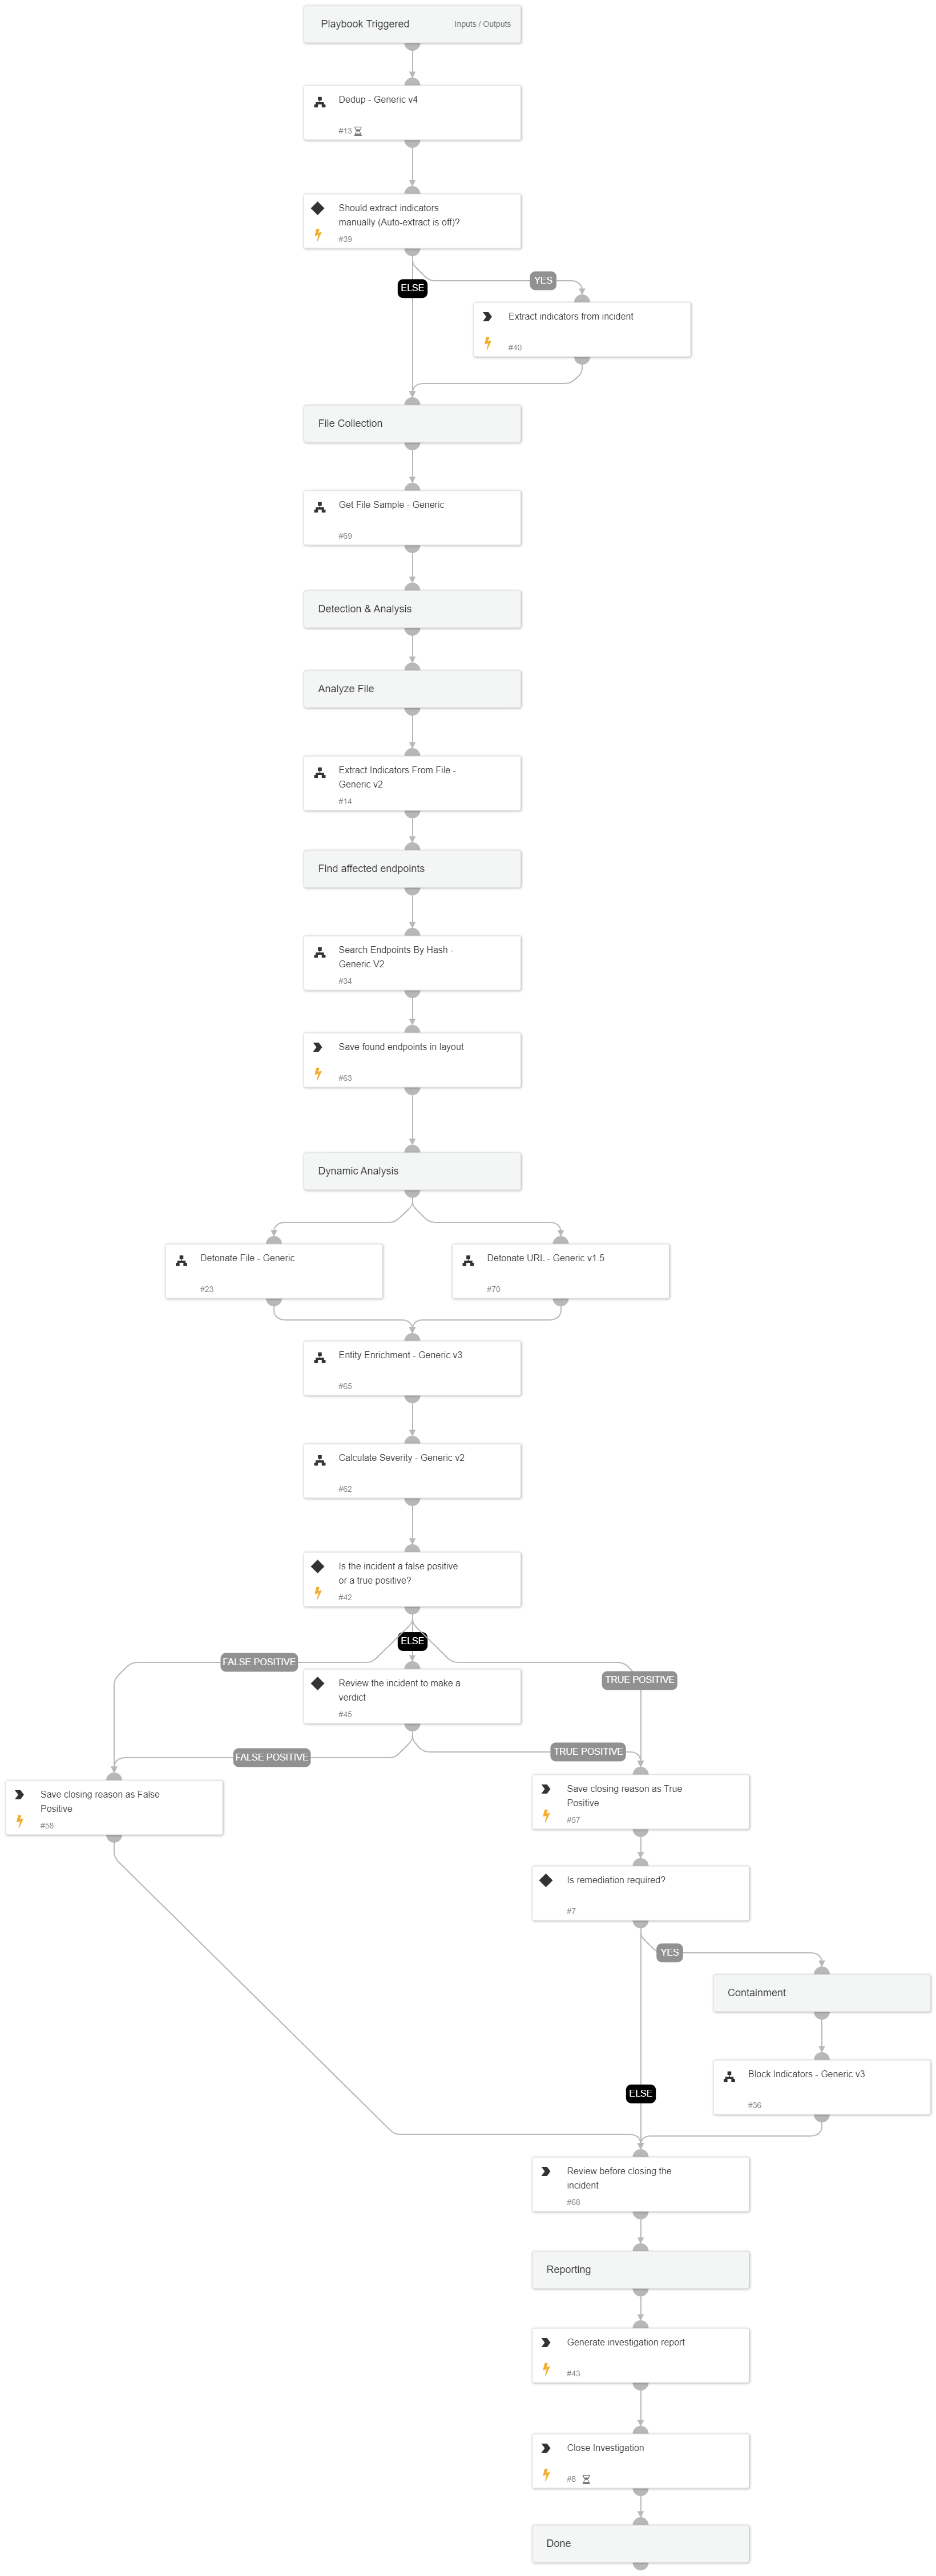 Playbook Triggered
Inputs / Outputs
Dedup - Generic v4
#13
Should extract indicators
manually (Auto-extract is off)?
#39
YES
ELSE
Extract indicators from incident
#40
File Collection
Get File Sample - Generic
#69
Detection & Analysis
Analyze File
Extract Indicators From File -
Generic v2
#14
Find affected endpoints
Search Endpoints By Hash -
Generic V2
#34
Save found endpoints in layout
#63
Dynamic Analysis
Detonate File - Generic
#23
Detonate URL - Generic v1.5
#70
Entity Enrichment - Generic v3
#65
Calculate Severity - Generic v2
#62
Is the incident a false positive
or a true positive?
#42
ELSE
FALSE POSITIVE
TRUE POSITIVE
Review the incident to make a
verdict
#45
FALSE POSITIVE
TRUE POSITIVE
Save closing reason as False
Positive
#58
Save closing reason as True
Positive
#57
Is remediation required?
#7
YES
Containment
Block Indicators - Generic v3
#36
ELSE
Review before closing the
incident
#68
Reporting
Generate investigation report
#43
Close Investigation
#8
Done